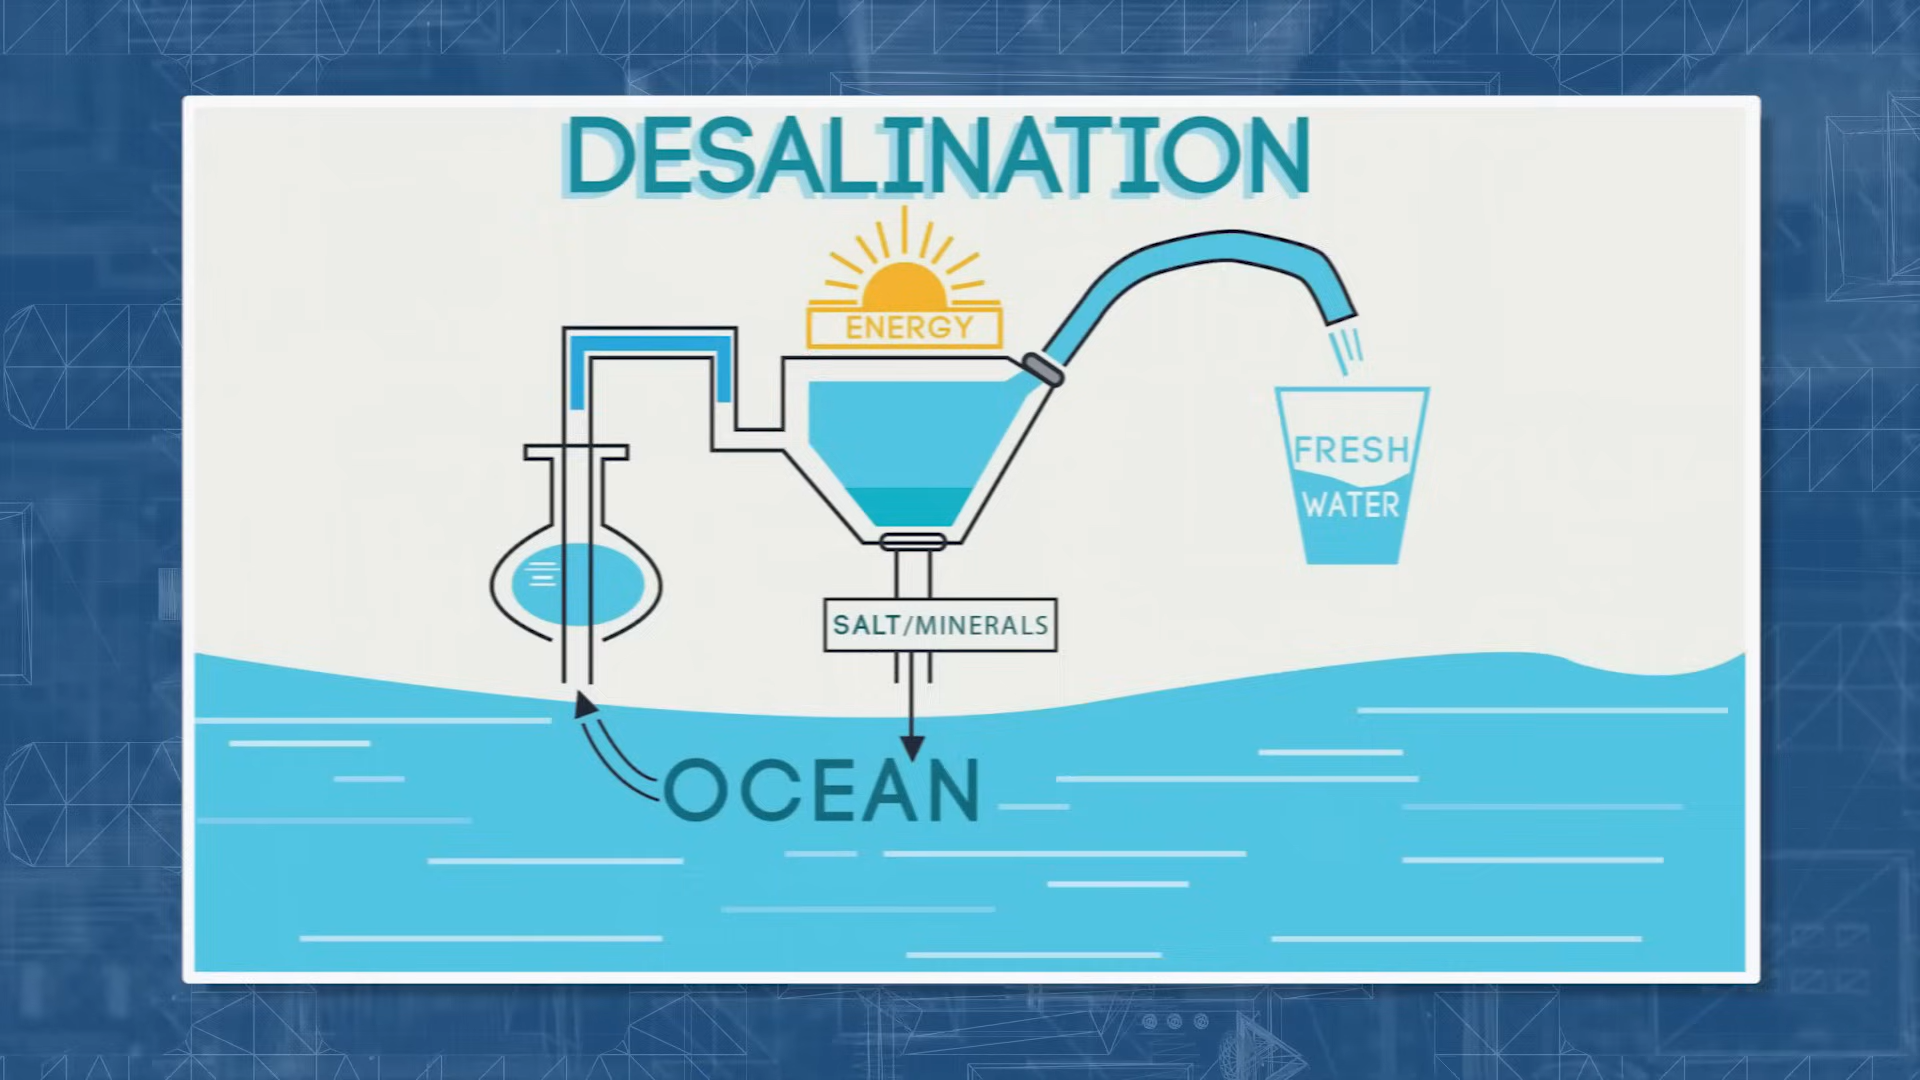 DESALINATION
ENERGY
FRESH
WATER
SALT/MINERALS
OCEAN